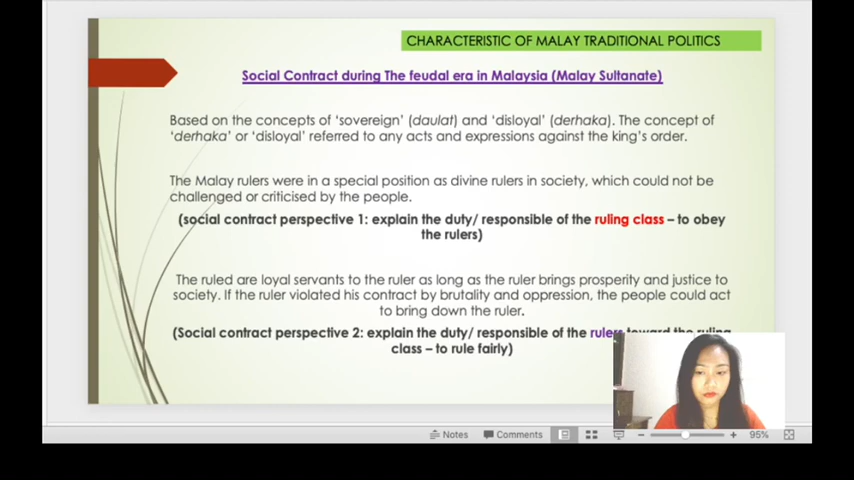 CHARACTERISTIC OF MALAY TRADITIONAL POLITICS
Social Contract during The feudal era in Malaysia (Malay Sultanate)
Based on the concepts of ‘sovereign’ (daulat) and ‘disloyal’ (derhaka). The concept of
‘derhaka’ or ‘disloyal’ referred to any acts and expressions against the king’s order.
The Malay rulers were in a special position as divine rulers in society, which could not be
challenged or criticised by the people.
(social contract perspective 1: explain the duty/ responsible of the ruling class – to obey
the rulers)
The ruled are loyal servants to the ruler as long as the ruler brings prosperity and justice to
society. If the ruler violated his contract by brutality and oppression, the people could act
to bring down the ruler.
(Social contract perspective 2: explain the duty/ responsible of the rulers toward the ruling
class – to rule fairly)
Notes Comments 95%